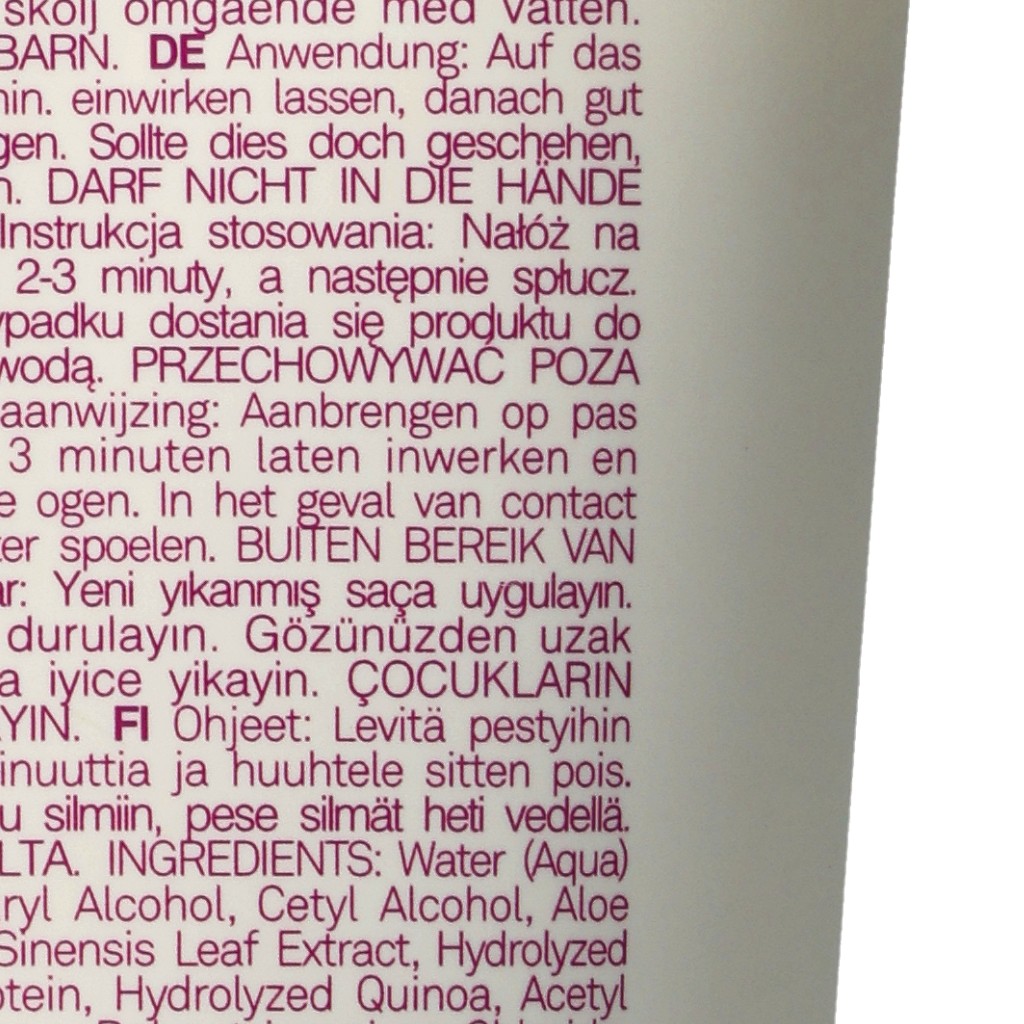 skölj omgående med vatten.
BARN. DE Anwendung: Auf das
min. einwirken lassen, danach gut
gen. Sollte dies doch geschehen,
n. DARF NICHT IN DIE HÄNDE
Instrukcja stosowania: Nałóż na
2-3 minuty, a następnie spłucz.
ypadku dostania się produktu do
wodą. PRZECHOWYWAĆ POZA
aanwijzing: Aanbrengen op pas
3 minuten laten inwerken en
e ogen. In het geval van contact
ter spoelen. BUITEN BEREIK VAN
ar: Yeni yıkanmış saça uygulayın.
durulayın. Gözünüzden uzak
a iyice yikayin. ÇOCUKLARIN
YIN. FI Ohjeet: Levitä pestyihin
inuuttia ja huuhtele sitten pois.
u silmiin, pese silmät heti vedellä.
LTA. INGREDIENTS: Water (Aqua)
ryl Alcohol, Cetyl Alcohol, Aloe
Sinensis Leaf Extract, Hydrolyzed
otein, Hydrolyzed Quinoa, Acetyl